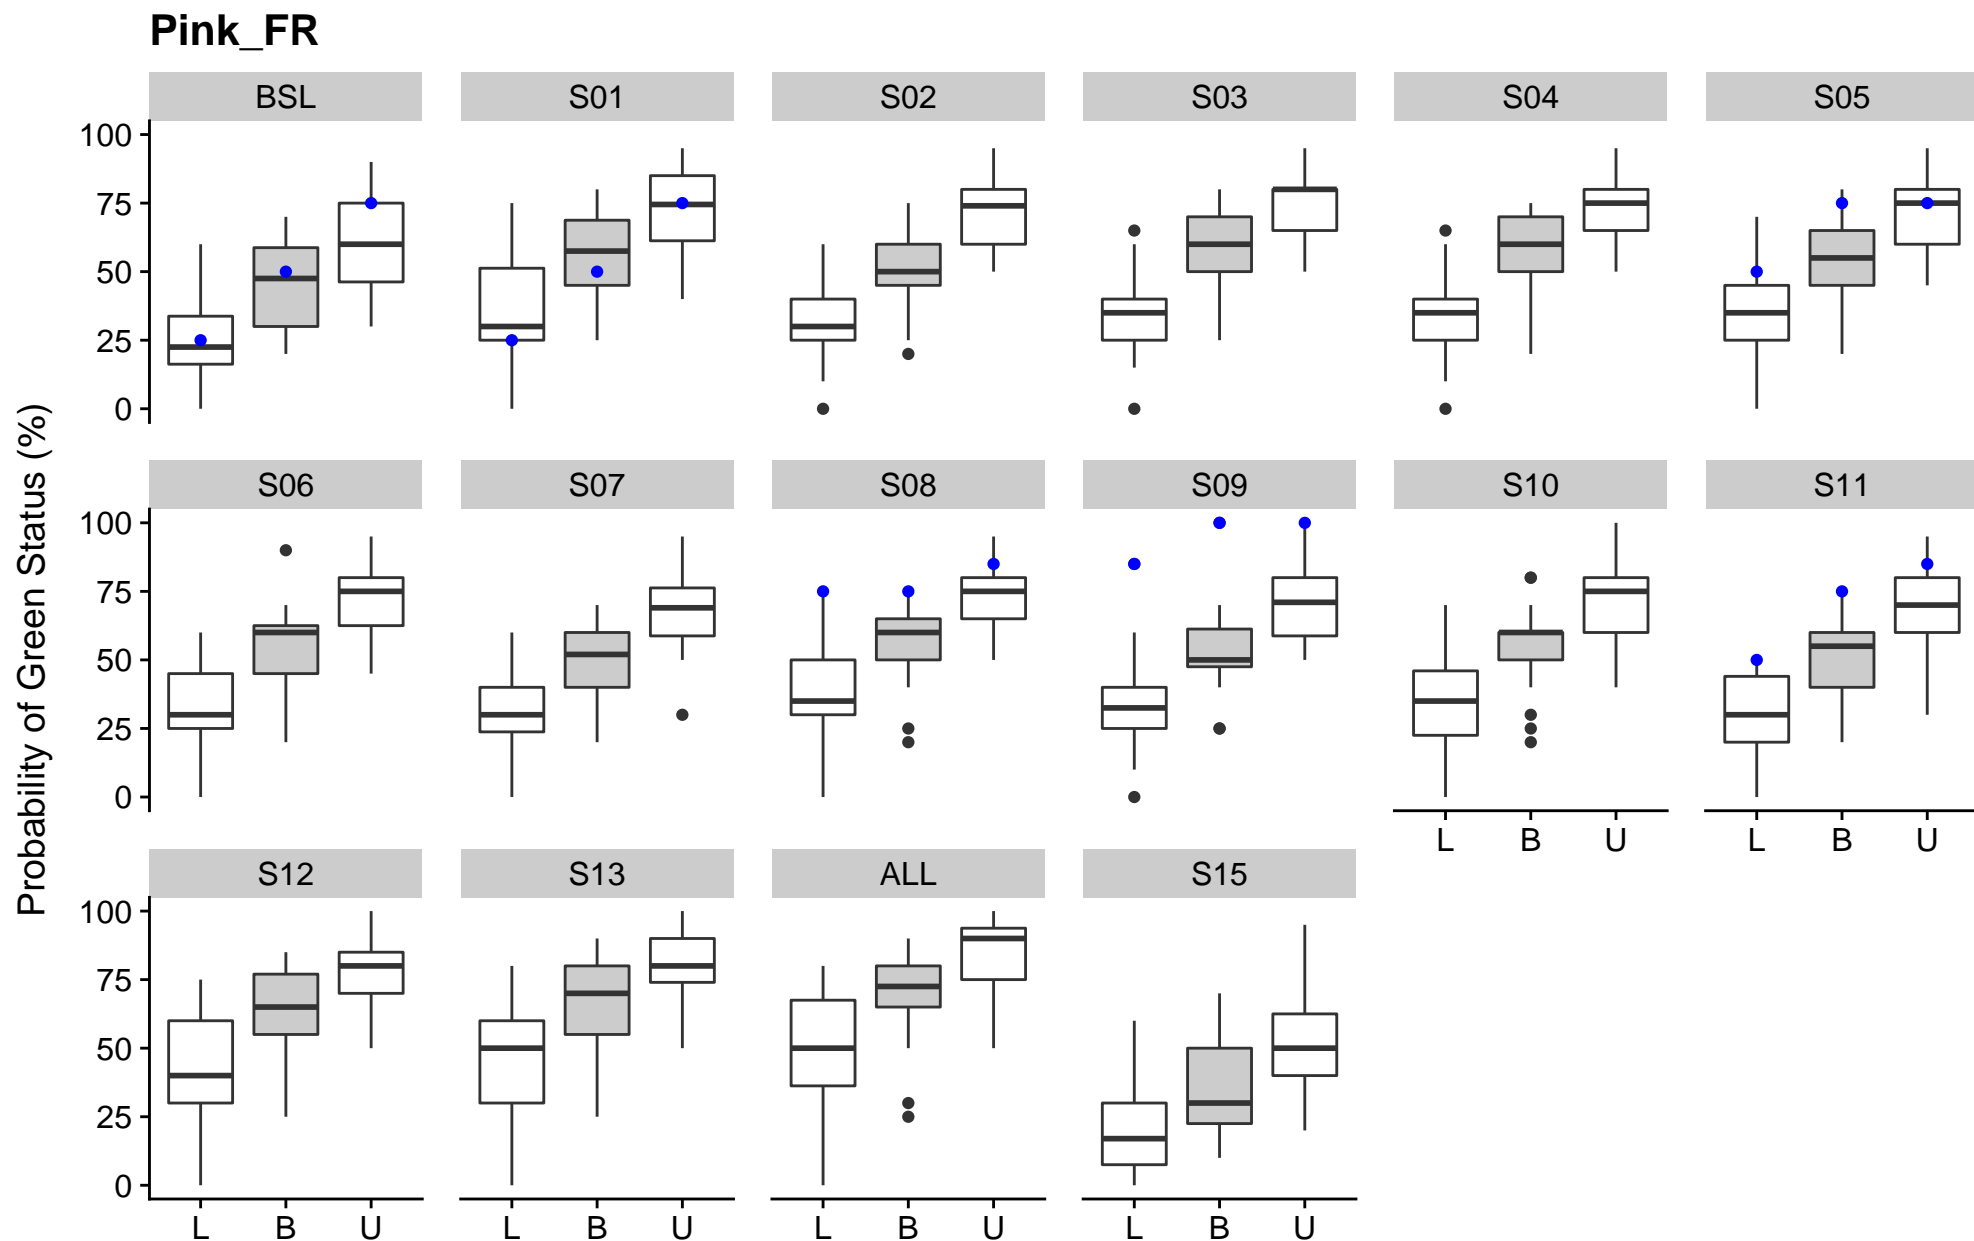 Pink_FR
BSL S01 S02 S03 S04 S05
100
75
50
25
0
Probability of Green Status (%)
S06 S07 S08 S09 S10 S11
100
75
50
25
0
L B U L B U
S12 S13 ALL S15
100
75
50
25
0
L B U L B U L B U L B U